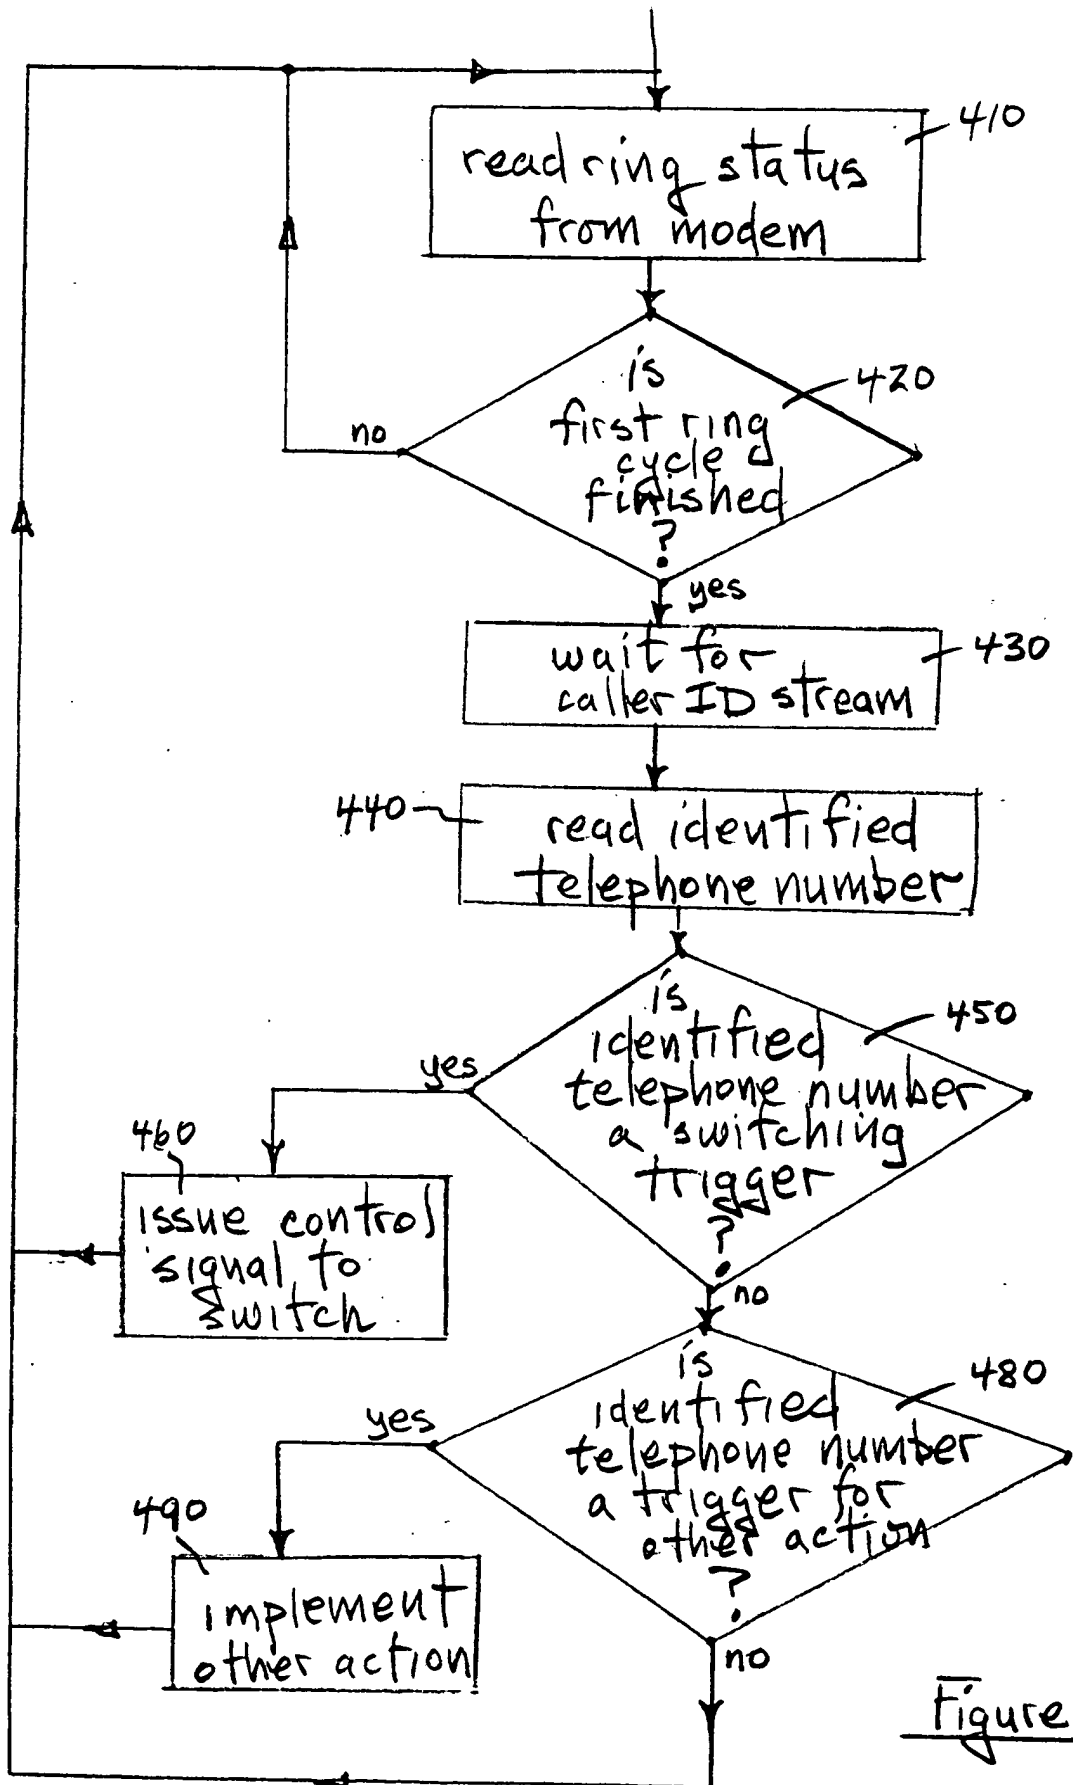 410
read ring status
from modem
420
is
first ring
cycle
finished
?
no
yes
430
wait for
caller ID stream
440
read identified
telephone number
450
is
identified
telephone number
a switching
trigger
?
yes
no
460
issue control
signal to
switch
480
is
identified
telephone number
a trigger for
other action
?
yes
no
490
implement
other action
Figure